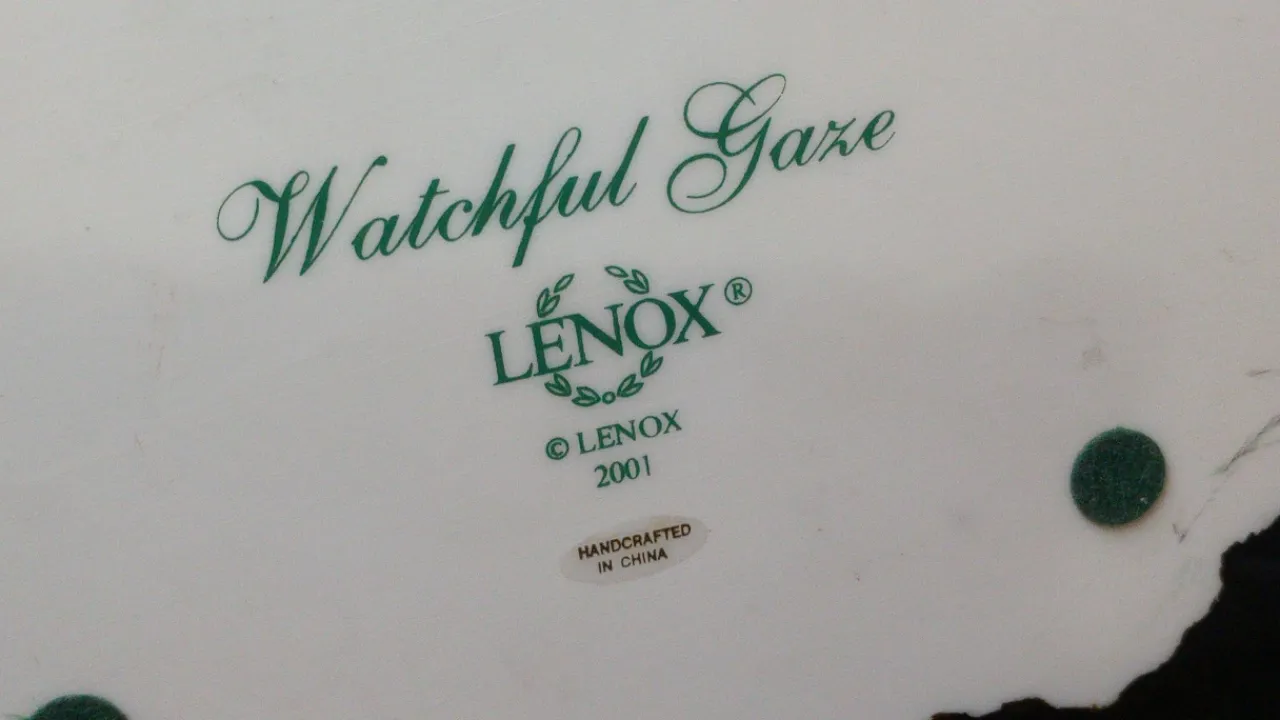 Watchful Gaze
LENOX®
© LENOX
2001
HANDCRAFTED
IN CHINA